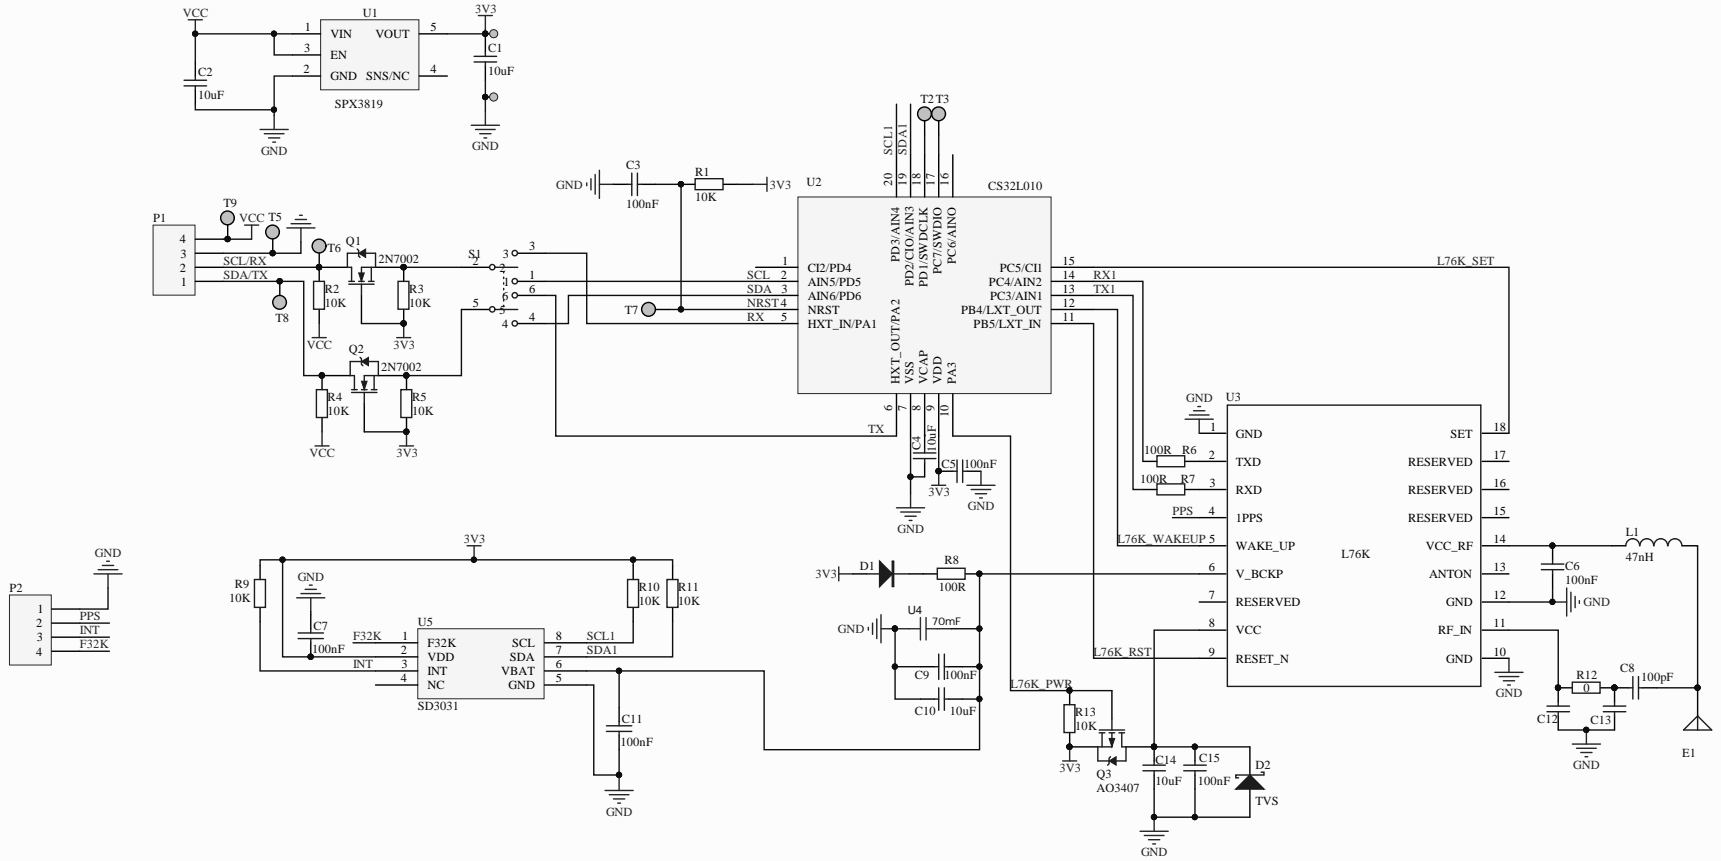 VCC
U1
3V3
1 VIN VOUT 5
3 EN
2 GND SNS/NC 4
C2
10uF
C1
10uF
SPX3819
GND
GND
T2 T3
SCL1
SDA1
20
19
18
17
16
GND
C3
100nF
R1
10K
3V3
U2
CS32L010
PD3/AIN4
PD2/CIO/AIN3
PD1/SWDCLK
PC7/SWDIO
PC6/AINO
1 CI2/PD4
SCL 2 AIN5/PD5
SDA 3 AIN6/PD6
NRST 4 NRST
RX 5 HXT_IN/PA1
PC5/CI1 15
PC4/AIN2 14 RX1
PC3/AIN1 13 TX1
PB4/LXT_OUT 12
PB5/LXT_IN 11
L76K_SET
HXT_OUT/PA2
VSS
VCAP
VDD
PA3
6
7
8
9
10
TX
C4
10uF
C5
100nF
3V3
GND
GND
T7
P1
T9
VCC
T5
4
3
2 SCL/RX
1 SDA/TX
T6
T8
Q1
2N7002
R2
10K
R3
10K
VCC
3V3
Q2
2N7002
R4
10K
R5
10K
VCC
3V3
S1
3 3
2 2
1 1
6 6
5 5
4 4
U3
GND
1 GND
100R R6
2 TXD
100R R7
3 RXD
PPS 4 1PPS
L76K_WAKEUP 5 WAKE_UP
6 V_BCKP
7 RESERVED
8 VCC
L76K_RST 9 RESET_N
L76K
SET 18
RESERVED 17
RESERVED 16
RESERVED 15
VCC_RF 14
ANTON 13
GND 12
RF_IN 11
GND 10
GND
L1
47nH
C6
100nF
GND
R12
0
C8
100pF
C12
C13
GND
E1
3V3
D1
R8
100R
GND
U4
70mF
C9
100nF
C10
10uF
L76K_PWR
R13
10K
3V3
Q3
AO3407
C14
10uF
C15
100nF
D2
TVS
GND
P2
GND
1
2 PPS
3 INT
4 F32K
3V3
R9
10K
GND
C7
100nF
R10
10K
R11
10K
U5
F32K 1 F32K
2 VDD
INT 3 INT
4 NC
SCL 8 SCL1
SDA 7 SDA1
VBAT 6
GND 5
SD3031
C11
100nF
GND